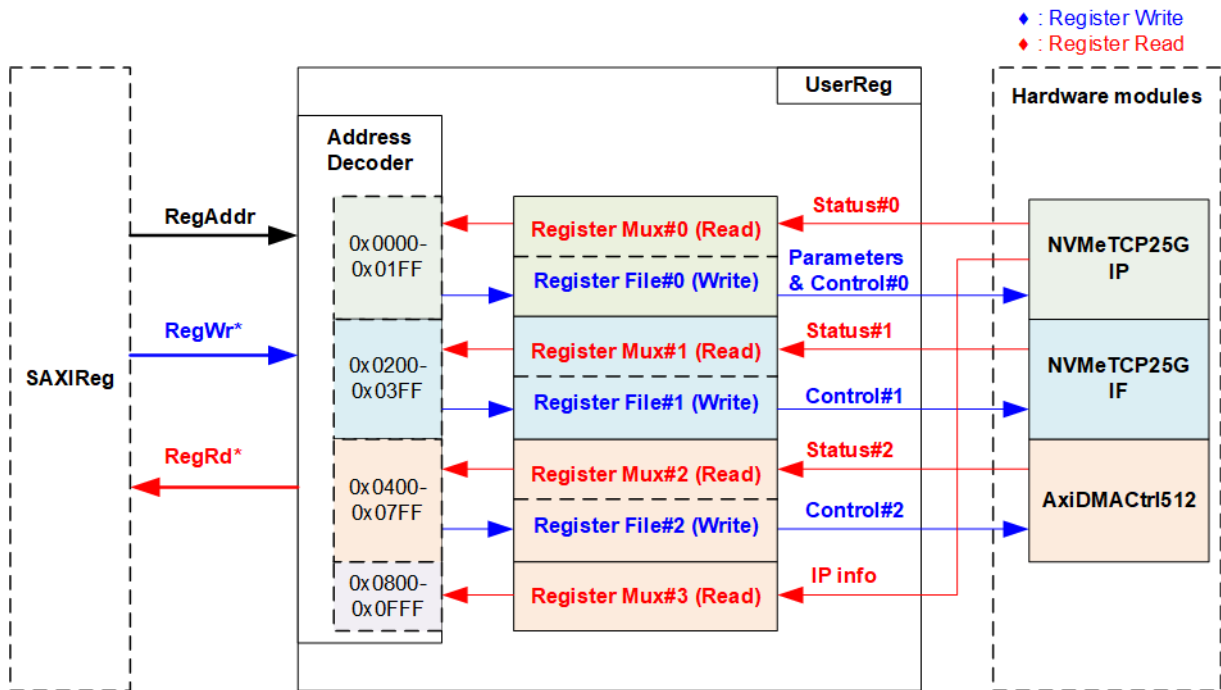 ♦ : Register Write
♦ : Register Read
UserReg
Hardware modules
Address
Decoder
SAXIReg
RegAddr
RegWr*
RegRd*
0x0000-
0x01FF
Register Mux#0 (Read)
Register File#0 (Write)
Status#0
Parameters
& Control#0
NVMeTCP25G
IP
0x0200-
0x03FF
Register Mux#1 (Read)
Register File#1 (Write)
Status#1
Control#1
NVMeTCP25G
IF
0x0400-
0x07FF
Register Mux#2 (Read)
Register File#2 (Write)
Status#2
Control#2
AxiDMACtrl512
0x0800-
0x0FFF
Register Mux#3 (Read)
IP info